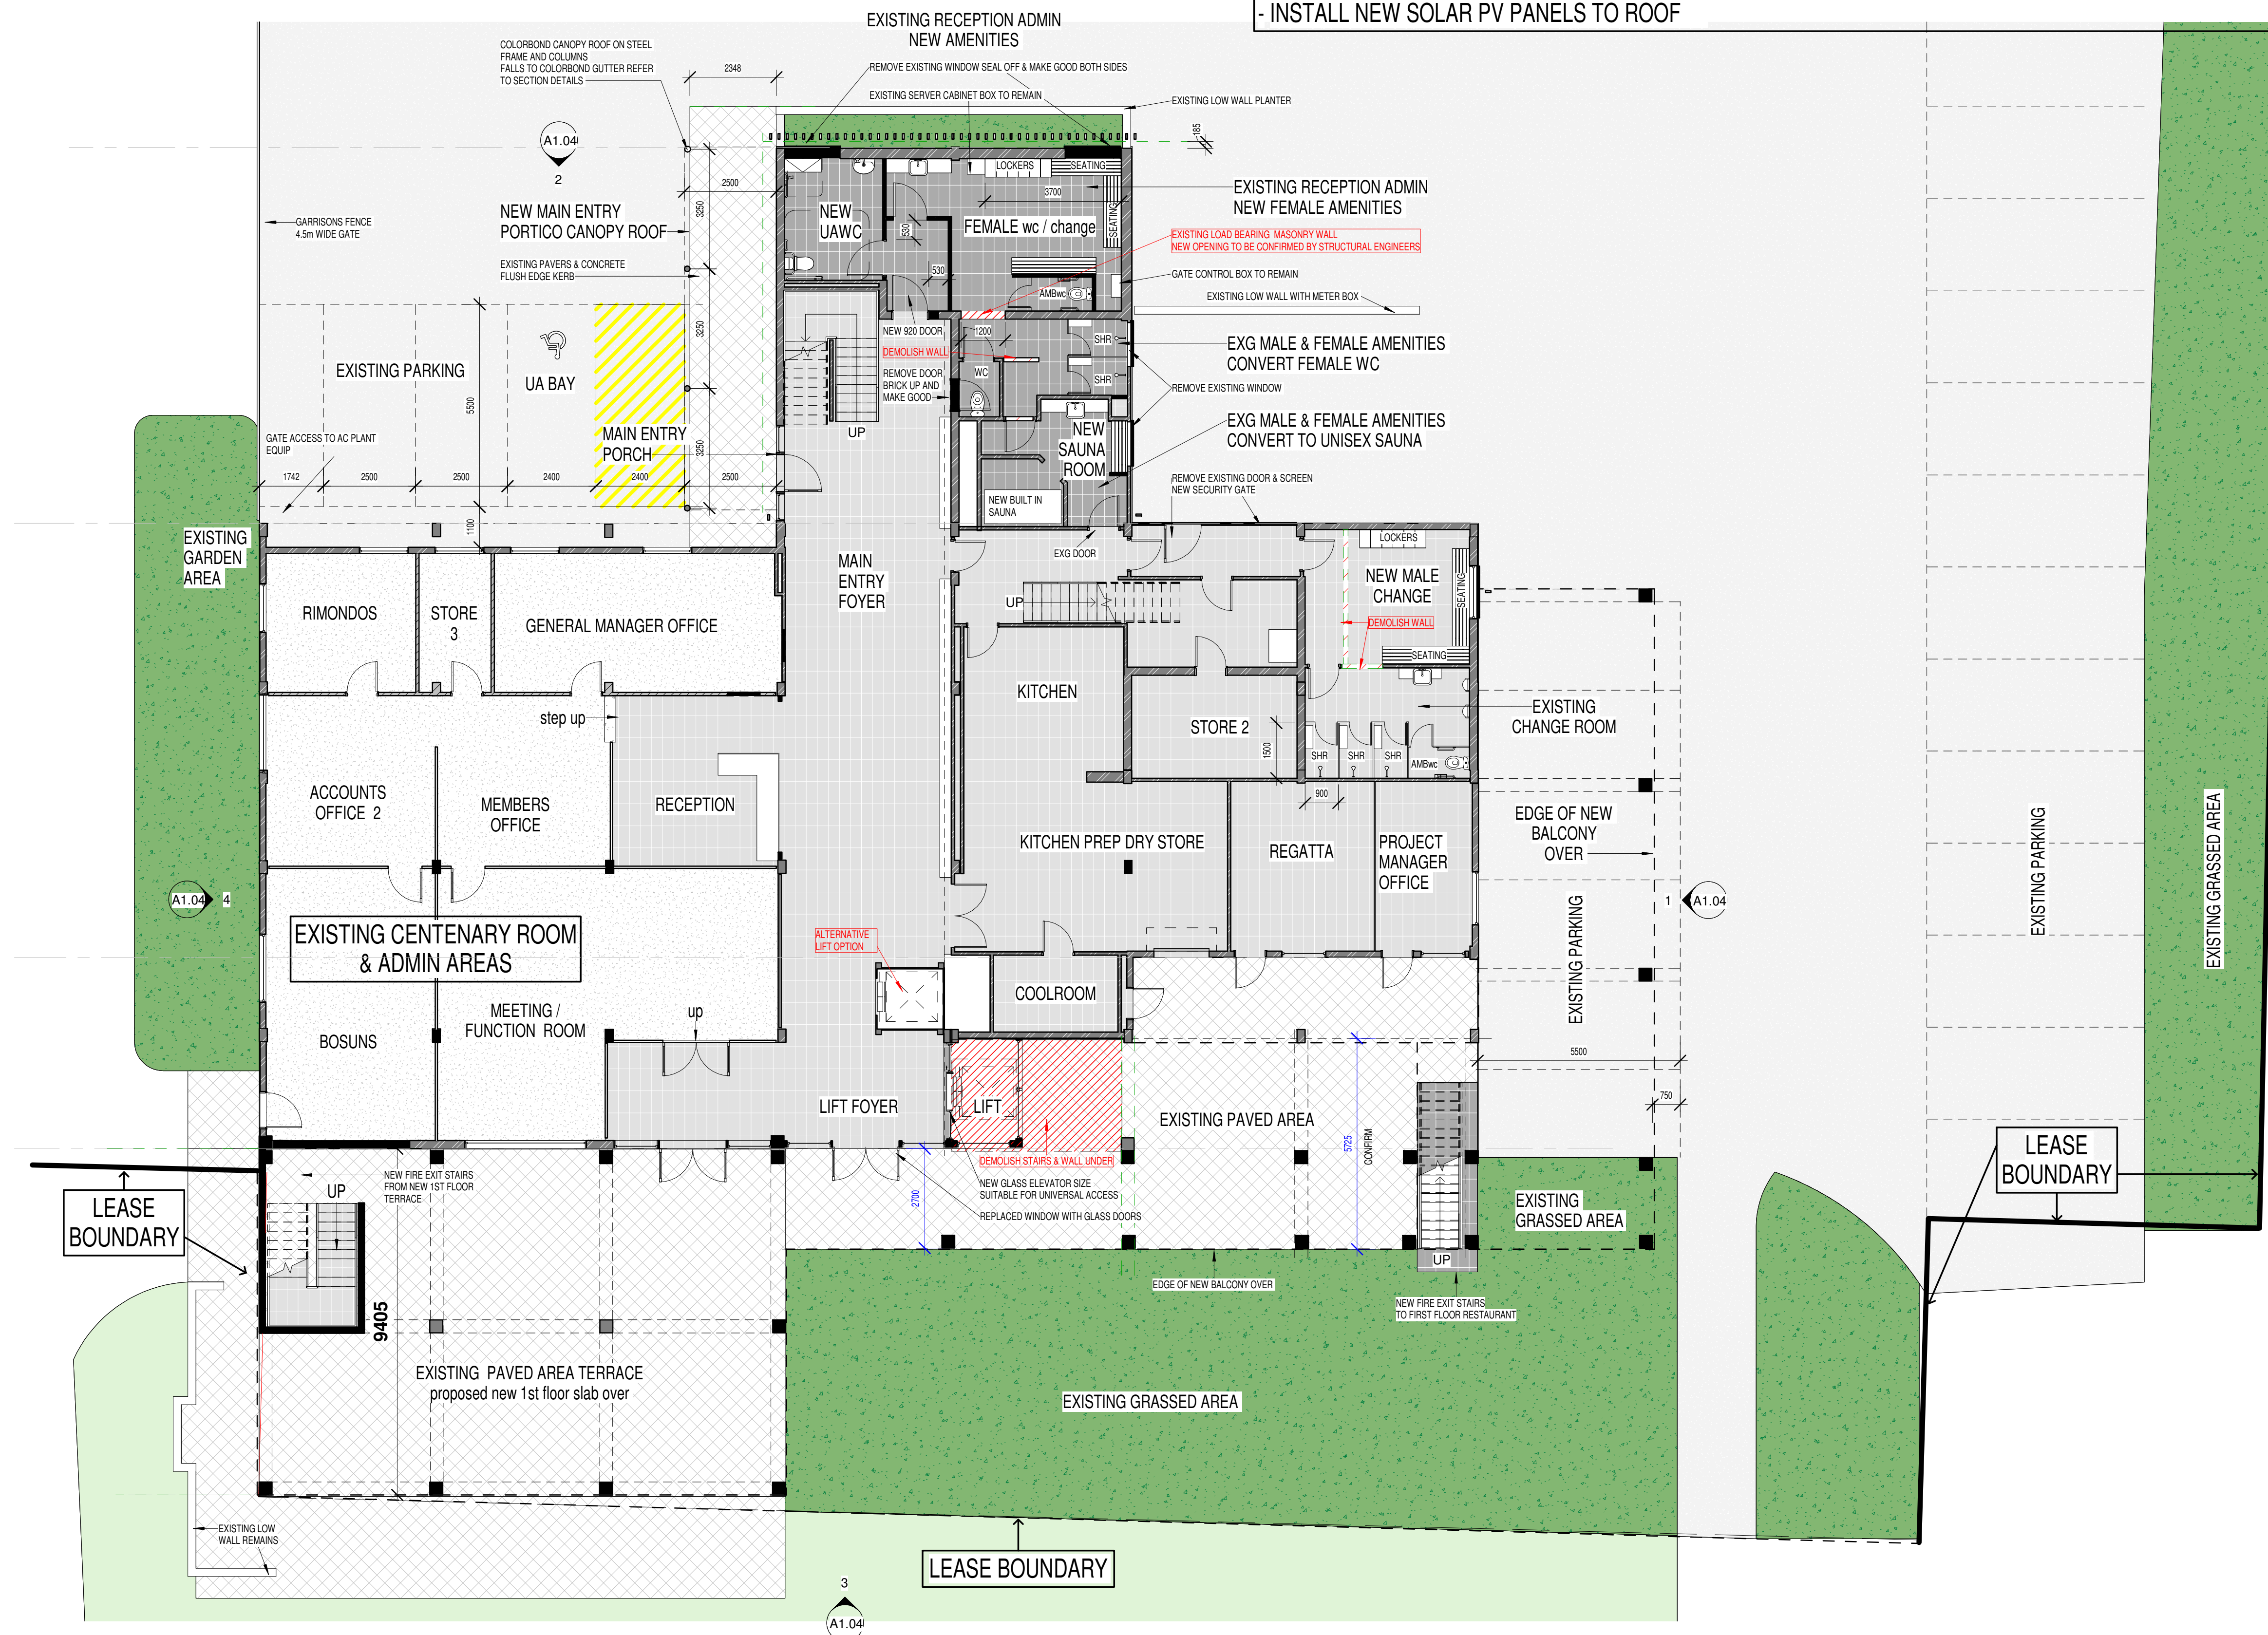 - INSTALL NEW SOLAR PV PANELS TO ROOF
EXISTING RECEPTION ADMIN
NEW AMENITIES
COLORBOND CANOPY ROOF ON STEEL
FRAME AND COLUMNS
FALLS TO COLORBOND GUTTER REFER
TO SECTION DETAILS
2348
REMOVE EXISTING WINDOW SEAL OFF & MAKE GOOD BOTH SIDES
EXISTING SERVER CABINET BOX TO REMAIN
EXISTING LOW WALL PLANTER
185
A1.04
2
2500
3250
LOCKERS
SEATING
3700
SEATING
EXISTING RECEPTION ADMIN
NEW FEMALE AMENITIES
NEW
UAWC
FEMALE wc / change
530
530
NEW MAIN ENTRY
PORTICO CANOPY ROOF
GARRISONS FENCE
4.5m WIDE GATE
EXISTING LOAD BEARING MASONRY WALL
NEW OPENING TO BE CONFIRMED BY STRUCTURAL ENGINEERS
EXISTING PAVERS & CONCRETE
FLUSH EDGE KERB
GATE CONTROL BOX TO REMAIN
AMBwc
EXISTING LOW WALL WITH METER BOX
NEW 920 DOOR
1200
3250
SHR
EXG MALE & FEMALE AMENITIES
CONVERT FEMALE WC
DEMOLISH WALL
REMOVE DOOR
BRICK UP AND
MAKE GOOD
WC
SHR
REMOVE EXISTING WINDOW
EXISTING PARKING
UA BAY
5500
UP
MAIN ENTRY
PORCH
3250
NEW
SAUNA
ROOM
EXG MALE & FEMALE AMENITIES
CONVERT TO UNISEX SAUNA
GATE ACCESS TO AC PLANT
EQUIP
1742
2500
2500
2400
2400
2500
REMOVE EXISTING DOOR & SCREEN
NEW SECURITY GATE
NEW BUILT IN
SAUNA
1100
EXISTING
GARDEN
AREA
EXG DOOR
LOCKERS
MAIN
ENTRY
FOYER
NEW MALE
CHANGE
SEATING
UP
RIMONDOS
STORE
3
GENERAL MANAGER OFFICE
DEMOLISH WALL
SEATING
KITCHEN
step up
STORE 2
1500
EXISTING
CHANGE ROOM
SHR
SHR
SHR
AMBwc
ACCOUNTS
OFFICE 2
MEMBERS
OFFICE
RECEPTION
900
KITCHEN PREP DRY STORE
REGATTA
PROJECT
MANAGER
OFFICE
EDGE OF NEW
BALCONY
OVER
EXISTING PARKING
EXISTING GRASSED AREA
A1.04
4
1
A1.04
EXISTING CENTENARY ROOM
& ADMIN AREAS
ALTERNATIVE
LIFT OPTION
EXISTING PARKING
COOLROOM
MEETING /
FUNCTION ROOM
up
BOSUNS
5500
750
LIFT FOYER
LIFT
EXISTING PAVED AREA
5725
CONFIRM
DEMOLISH STAIRS & WALL UNDER
NEW GLASS ELEVATOR SIZE
SUITABLE FOR UNIVERSAL ACCESS
REPLACED WINDOW WITH GLASS DOORS
2700
NEW FIRE EXIT STAIRS
FROM NEW 1ST FLOOR
TERRACE
UP
LEASE
BOUNDARY
LEASE
BOUNDARY
EXISTING
GRASSED AREA
UP
EDGE OF NEW BALCONY OVER
NEW FIRE EXIT STAIRS
TO FIRST FLOOR RESTAURANT
9405
EXISTING PAVED AREA TERRACE
proposed new 1st floor slab over
EXISTING GRASSED AREA
EXISTING LOW
WALL REMAINS
LEASE BOUNDARY
3
A1.04